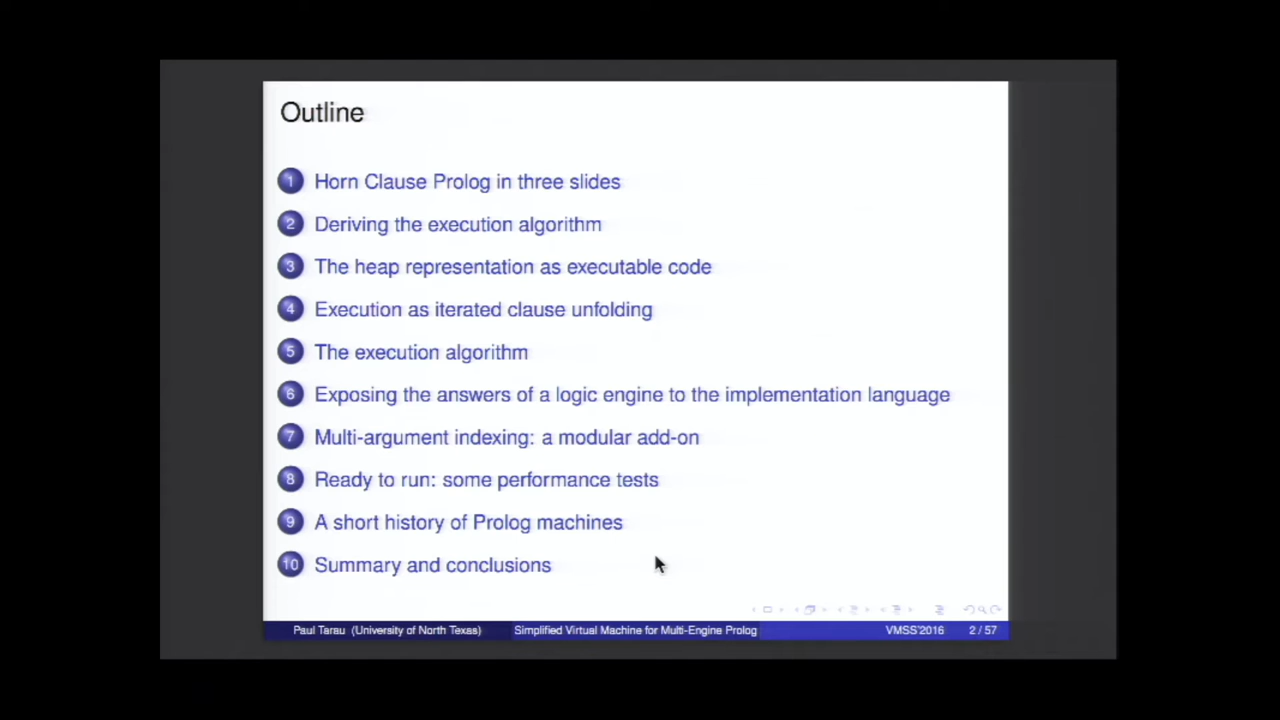 Outline
1 Horn Clause Prolog in three slides
2 Deriving the execution algorithm
3 The heap representation as executable code
4 Execution as iterated clause unfolding
5 The execution algorithm
6 Exposing the answers of a logic engine to the implementation language
7 Multi-argument indexing: a modular add-on
8 Ready to run: some performance tests
9 A short history of Prolog machines
10 Summary and conclusions
Paul Tarau (University of North Texas) Simplified Virtual Machine for Multi-Engine Prolog VMSS'2016 2 / 57